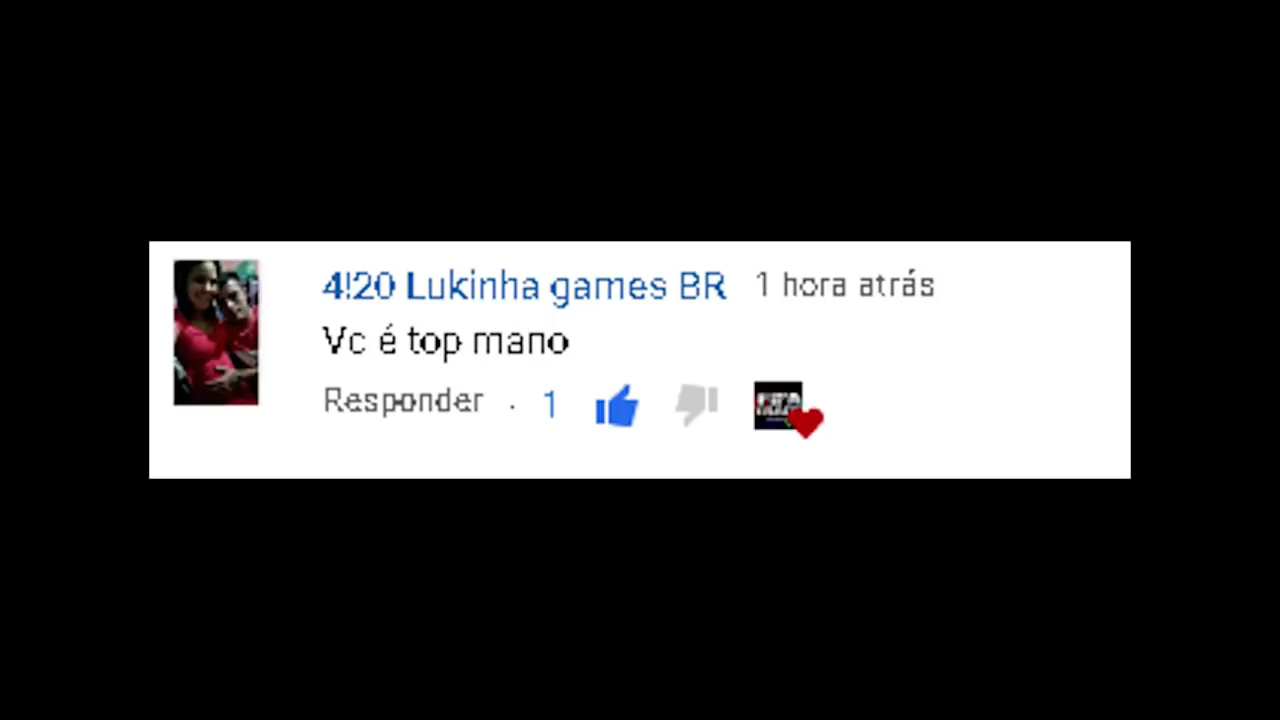 4!20 Lukinha games BR 1 hora atrás
Vc é top mano
Responder · 1